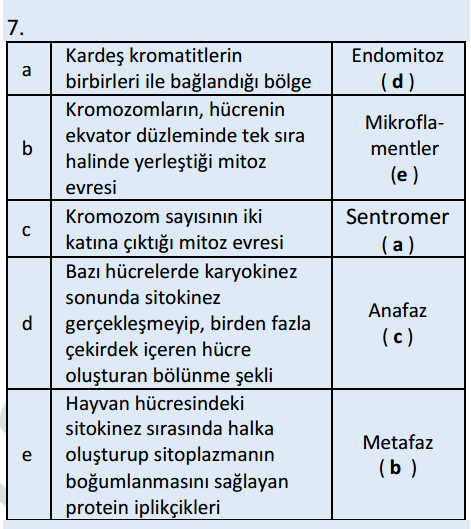 7.
a
Kardeş kromatitlerin
birbirleri ile bağlandığı bölge
Endomitoz
( d )
b
Kromozomların, hücrenin
ekvator düzleminde tek sıra
halinde yerleştiği mitoz
evresi
Mikrofla-
mentler
(e )
c
Kromozom sayısının iki
katına çıktığı mitoz evresi
Sentromer
( a )
d
Bazı hücrelerde karyokinez
sonunda sitokinez
gerçekleşmeyip, birden fazla
çekirdek içeren hücre
oluşturan bölünme şekli
Anafaz
( c )
e
Hayvan hücresindeki
sitokinez sırasında halka
oluşturup sitoplazmanın
boğumlanmasını sağlayan
protein iplikçikleri
Metafaz
( b )